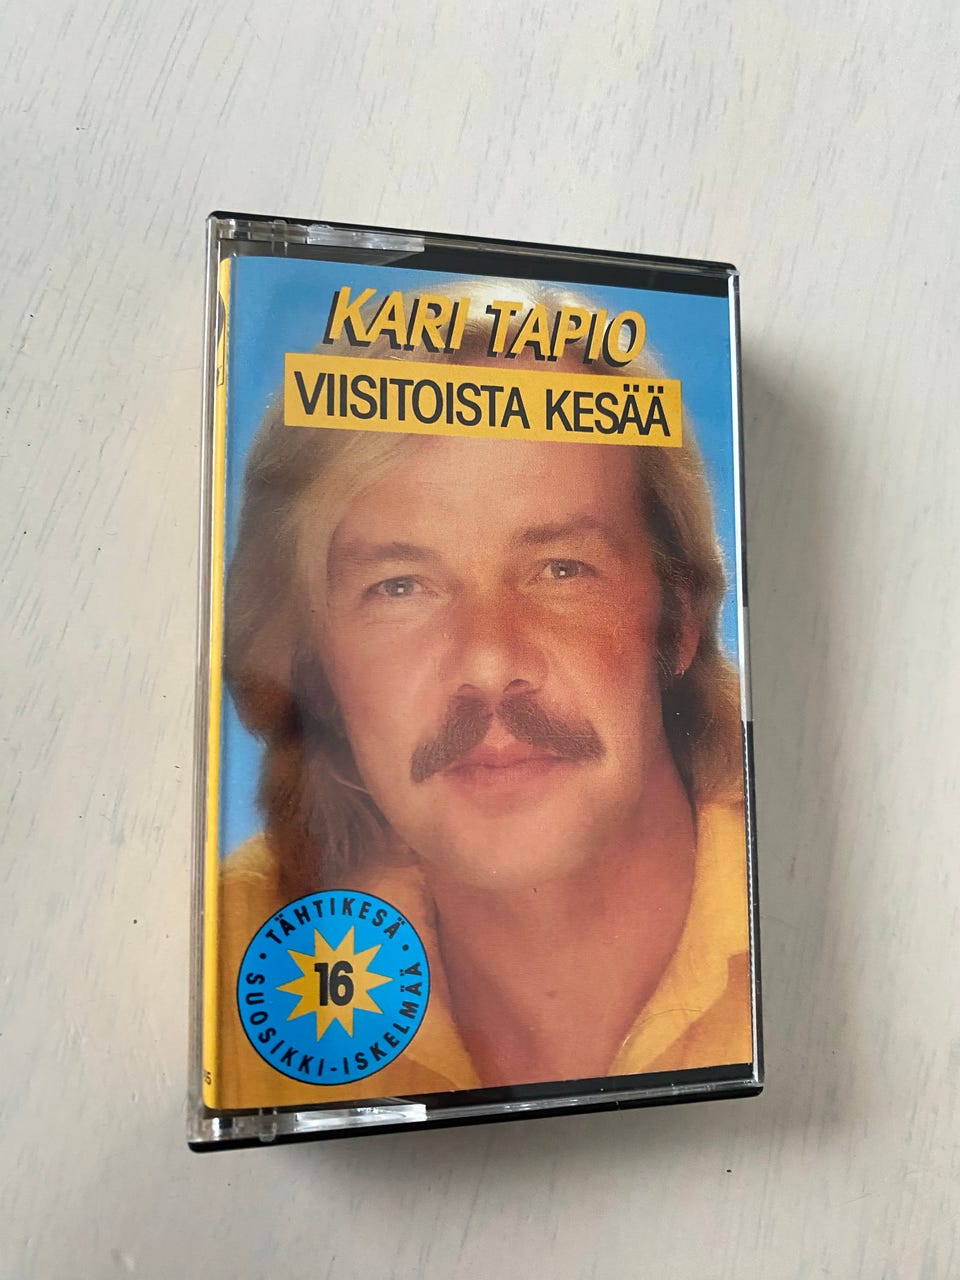 KARI TAPIO
VIISITOISTA KESÄÄ
• TÄHTIKESÄ •
16
SUOSIKKI-ISKELMÄÄ